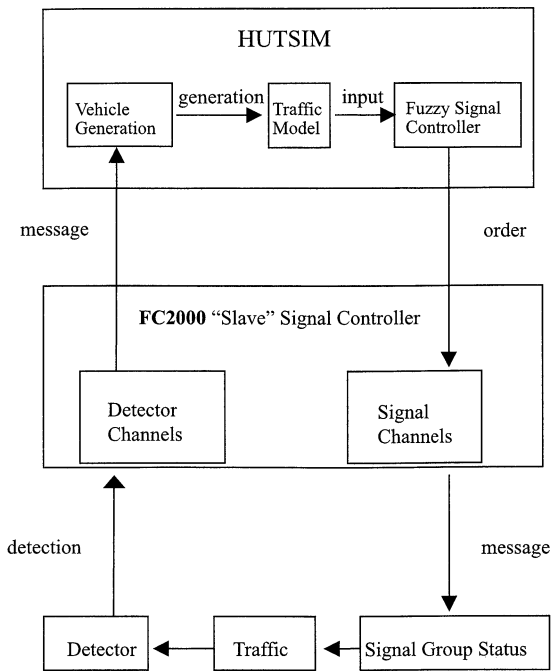 HUTSIM
Vehicle
Generation
generation
Traffic
Model
input
Fuzzy Signal
Controller
message
order
FC2000 “Slave” Signal Controller
Detector
Channels
Signal
Channels
detection
message
Detector
Traffic
Signal Group Status